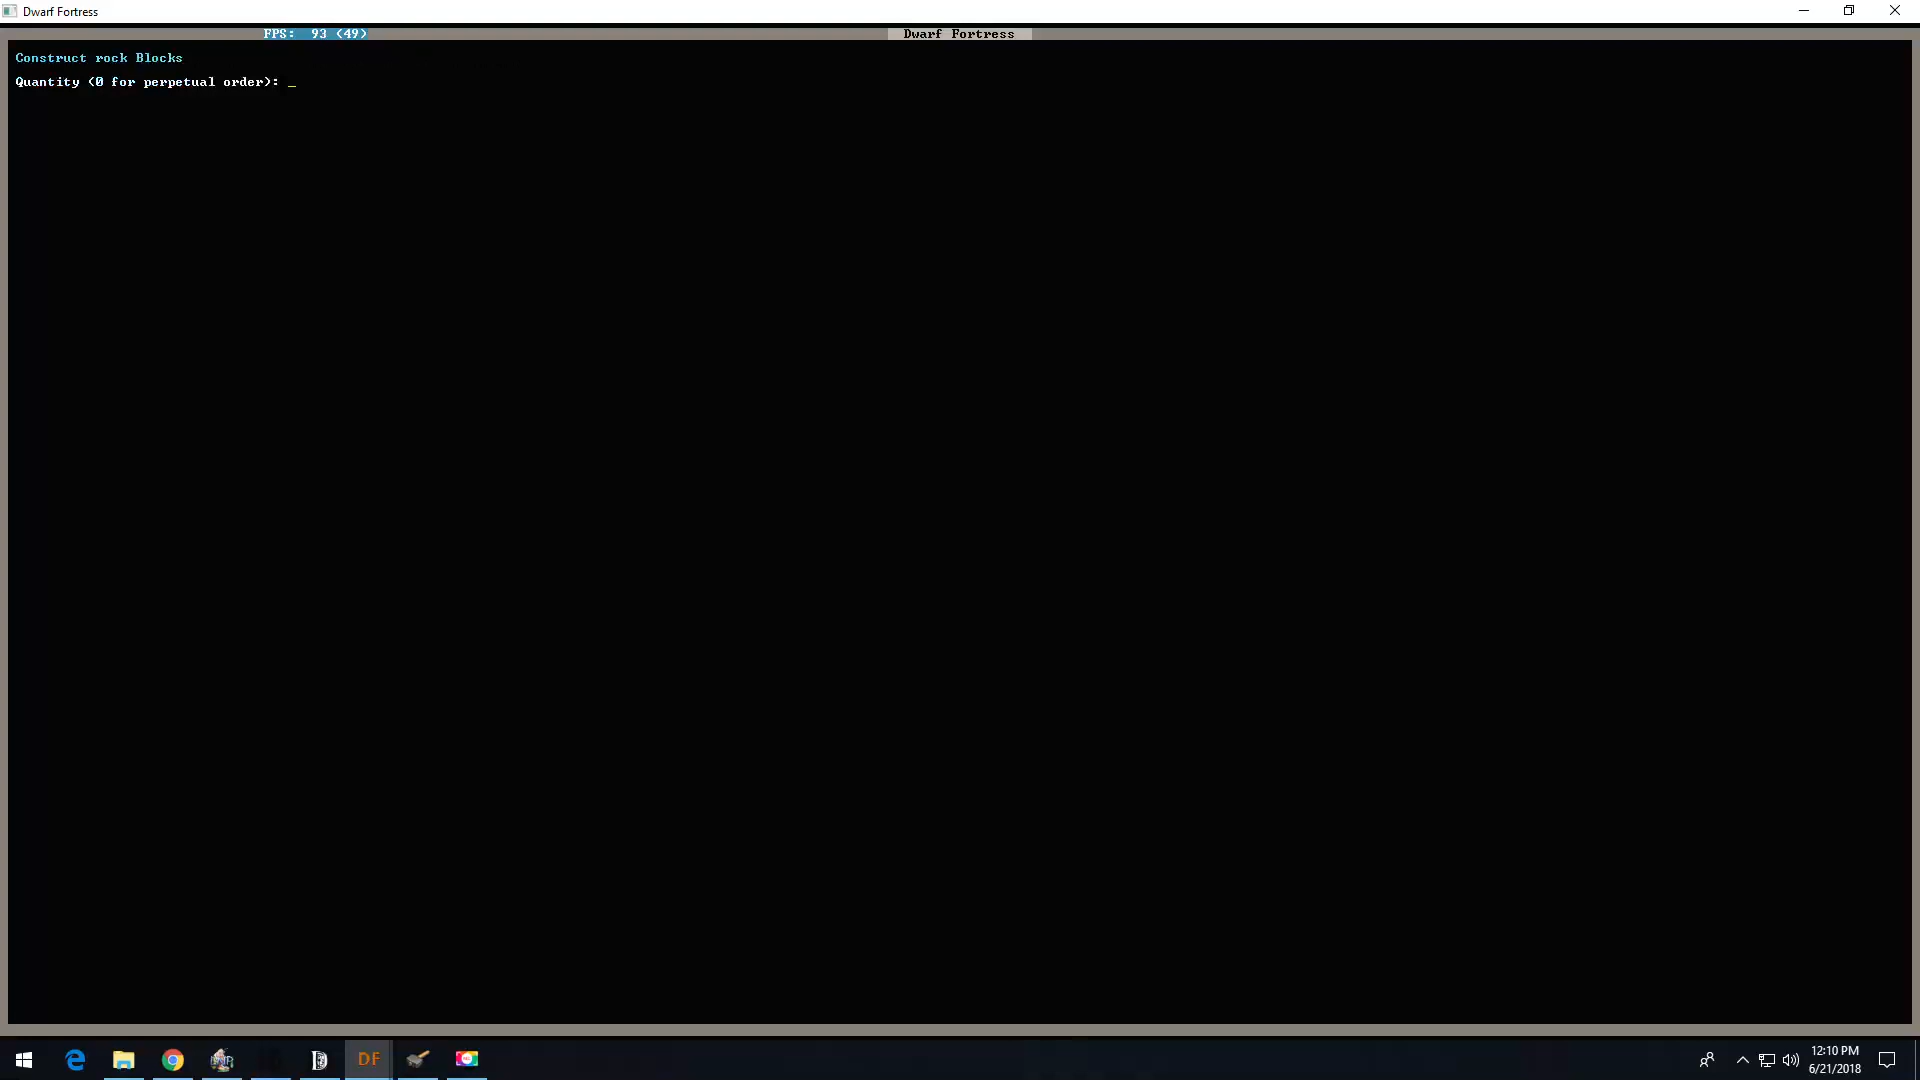 Dwarf Fortress
FPS: 93 (49)
Dwarf Fortress
Construct rock Blocks
Quantity (0 for perpetual order): _
DF
12:10 PM
6/21/2018